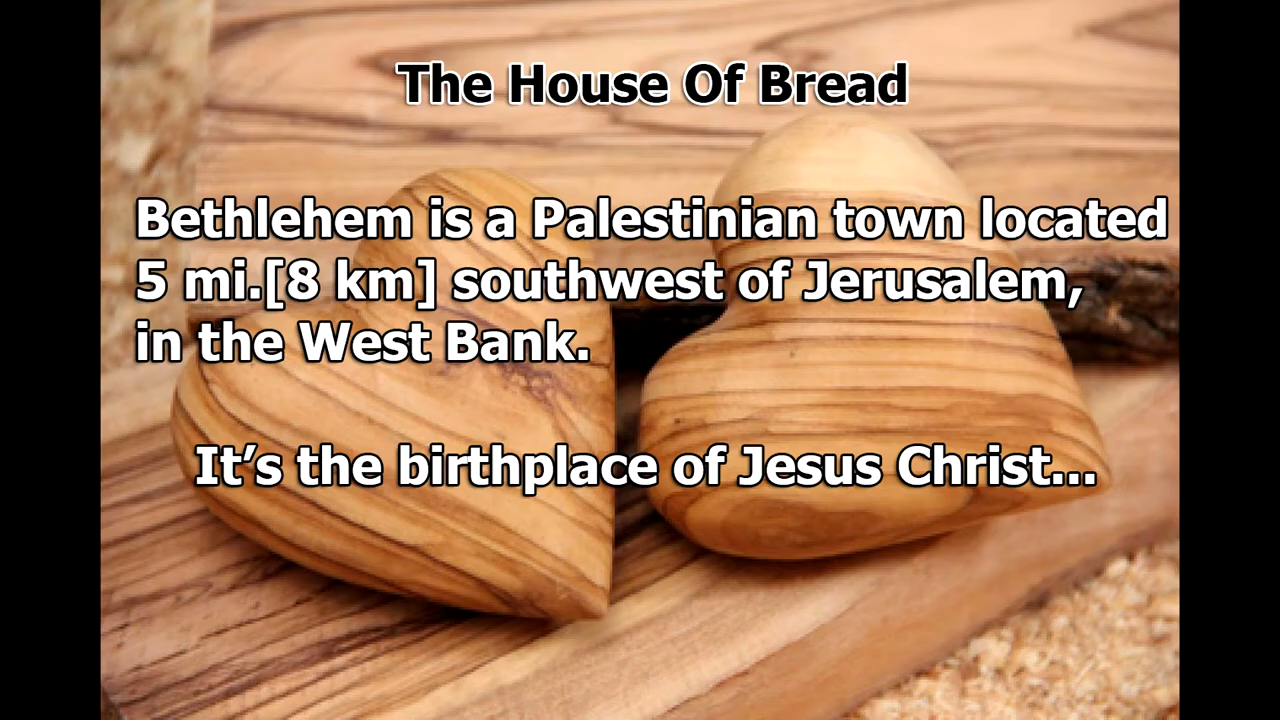 The House Of Bread
Bethlehem is a Palestinian town located
5 mi.[8 km] southwest of Jerusalem,
in the West Bank.
It’s the birthplace of Jesus Christ...